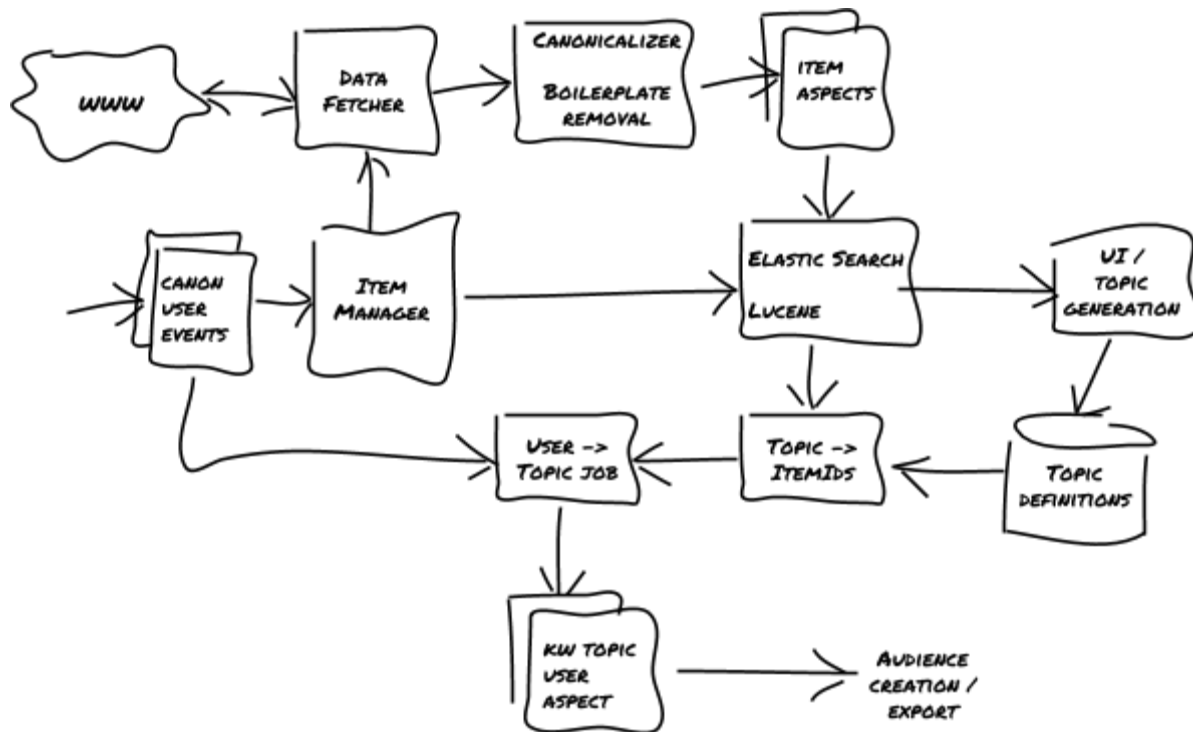 WWW
DATA
FETCHER
CANONICALIZER
BOILERPLATE
REMOVAL
ITEM
ASPECTS
CANON
USER
EVENTS
ITEM
MANAGER
ELASTIC SEARCH
LUCENE
UI /
TOPIC
GENERATION
USER ->
TOPIC JOB
TOPIC ->
ITEMIDS
TOPIC
DEFINITIONS
KW TOPIC
USER
ASPECT
AUDIENCE
CREATION /
EXPORT